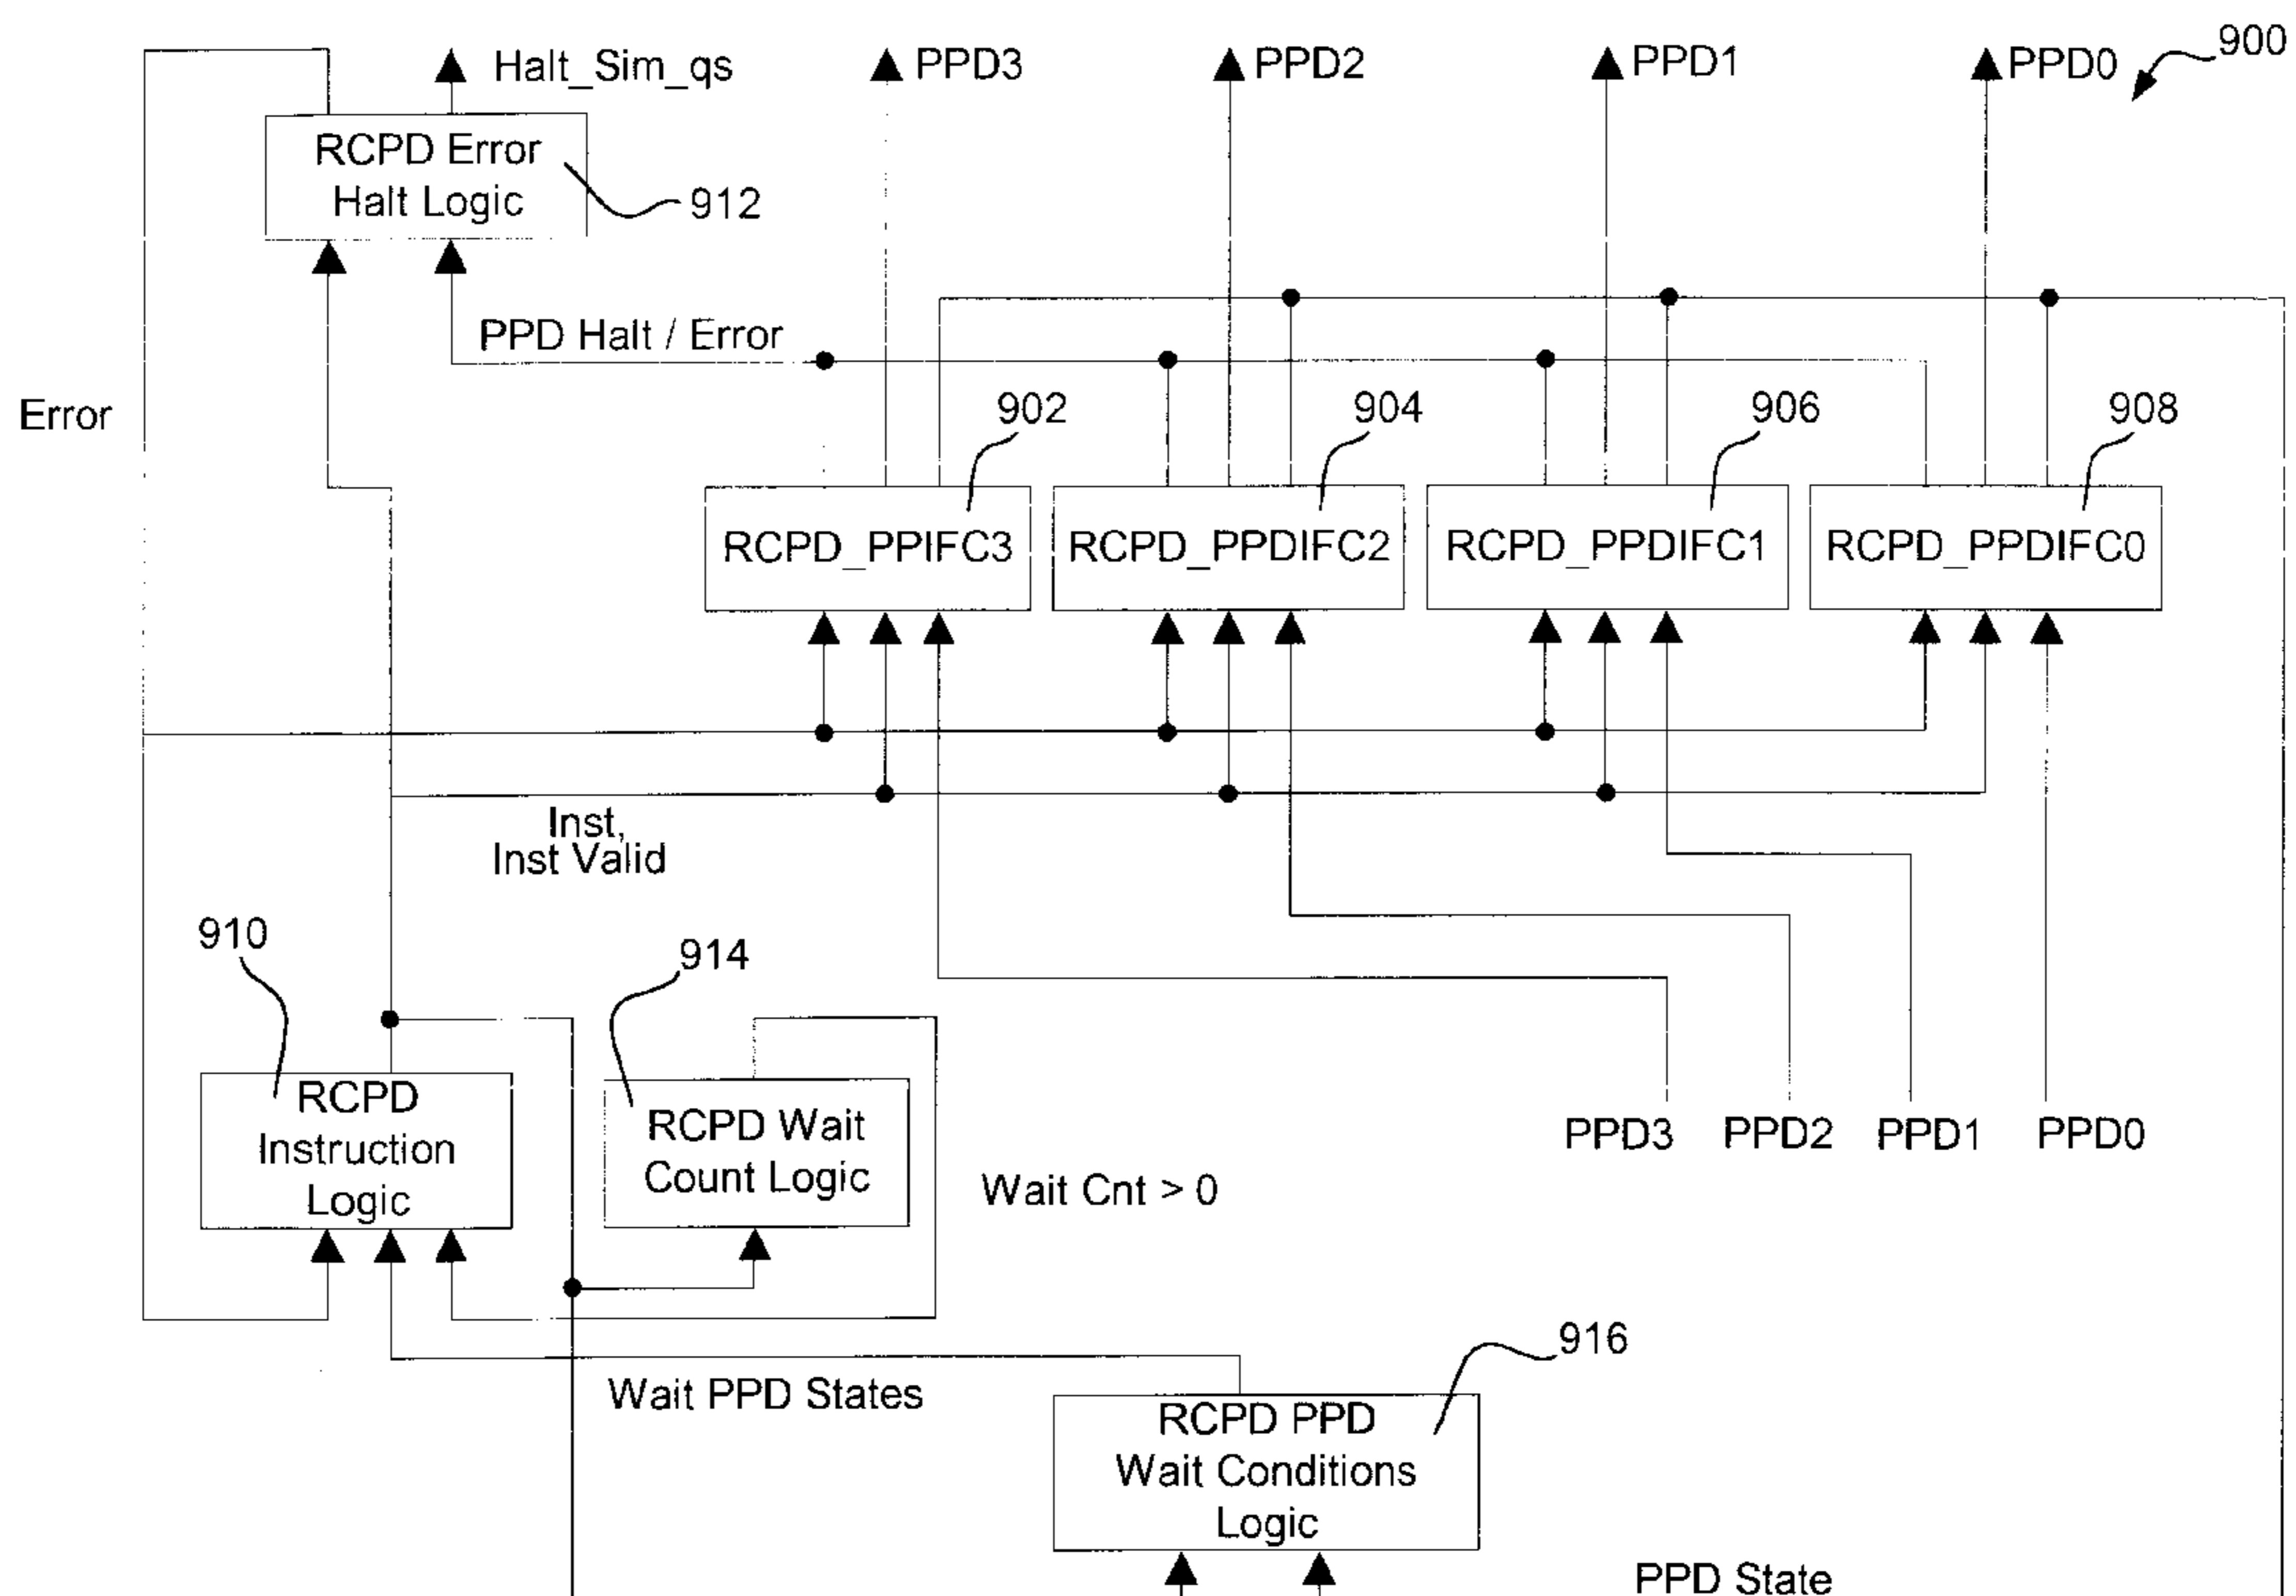 900
Halt_Sim_qs
PPD3
PPD2
PPD1
PPD0
RCPD Error
Halt Logic
912
PPD Halt / Error
Error
902
904
906
908
RCPD_PPIFC3
RCPD_PPDIFC2
RCPD_PPDIFC1
RCPD_PPDIFC0
Inst,
Inst Valid
910
914
RCPD
Instruction
Logic
RCPD Wait
Count Logic
Wait Cnt > 0
PPD3
PPD2
PPD1
PPD0
916
Wait PPD States
RCPD PPD
Wait Conditions
Logic
PPD State